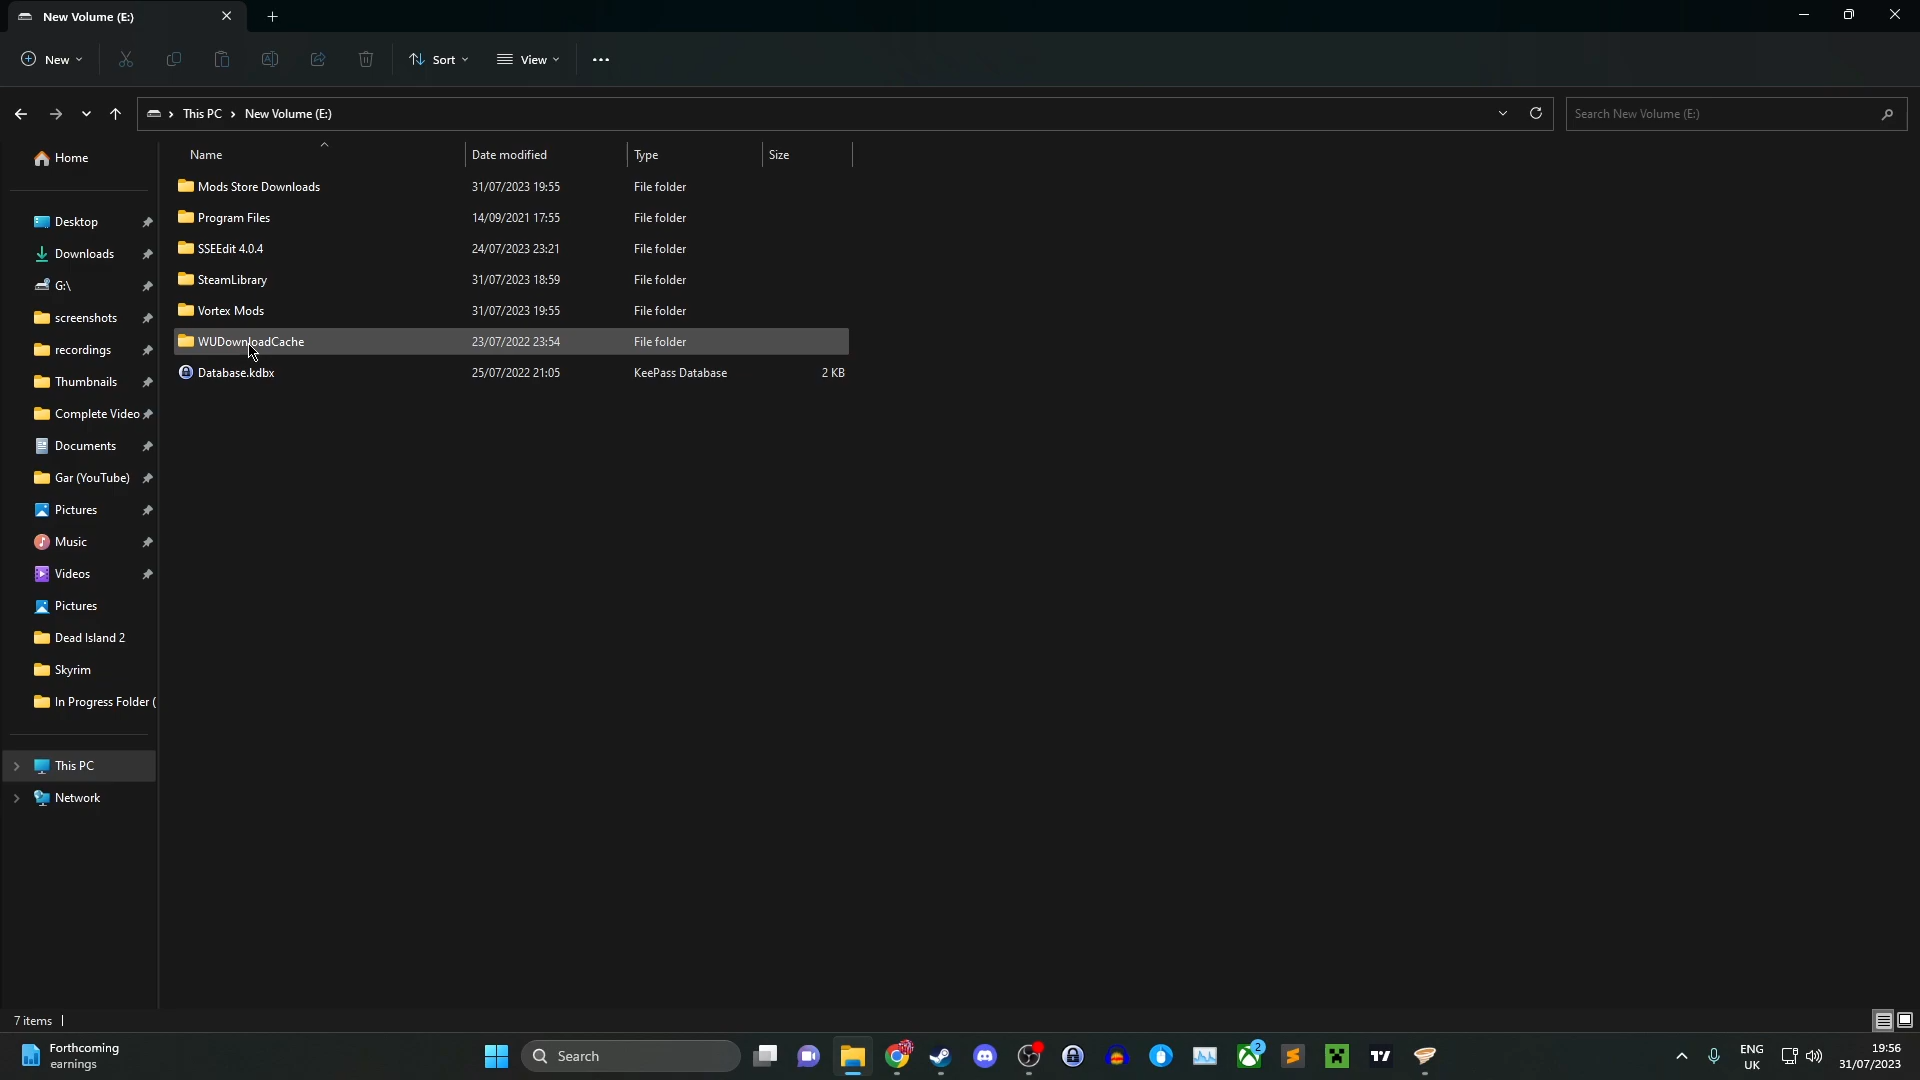 New Volume (E:)
New
Sort
View
This PC > New Volume (E:)
Search New Volume (E:)
Home
Desktop
Downloads
G:\
screenshots
recordings
Thumbnails
Complete Video
Documents
Gar (YouTube)
Pictures
Music
Videos
Pictures
Dead Island 2
Skyrim
In Progress Folder (
This PC
Network
Name Date modified Type Size
Mods Store Downloads 31/07/2023 19:55 File folder
Program Files 14/09/2021 17:55 File folder
SSEEdit 4.0.4 24/07/2023 23:21 File folder
SteamLibrary 31/07/2023 18:59 File folder
Vortex Mods 31/07/2023 19:55 File folder
WUDownloadCache 23/07/2022 23:54 File folder
Database.kdbx 25/07/2022 21:05 KeePass Database 2 KB
7 items
Forthcoming
earnings
Search
2
ENG
UK
19:56
31/07/2023